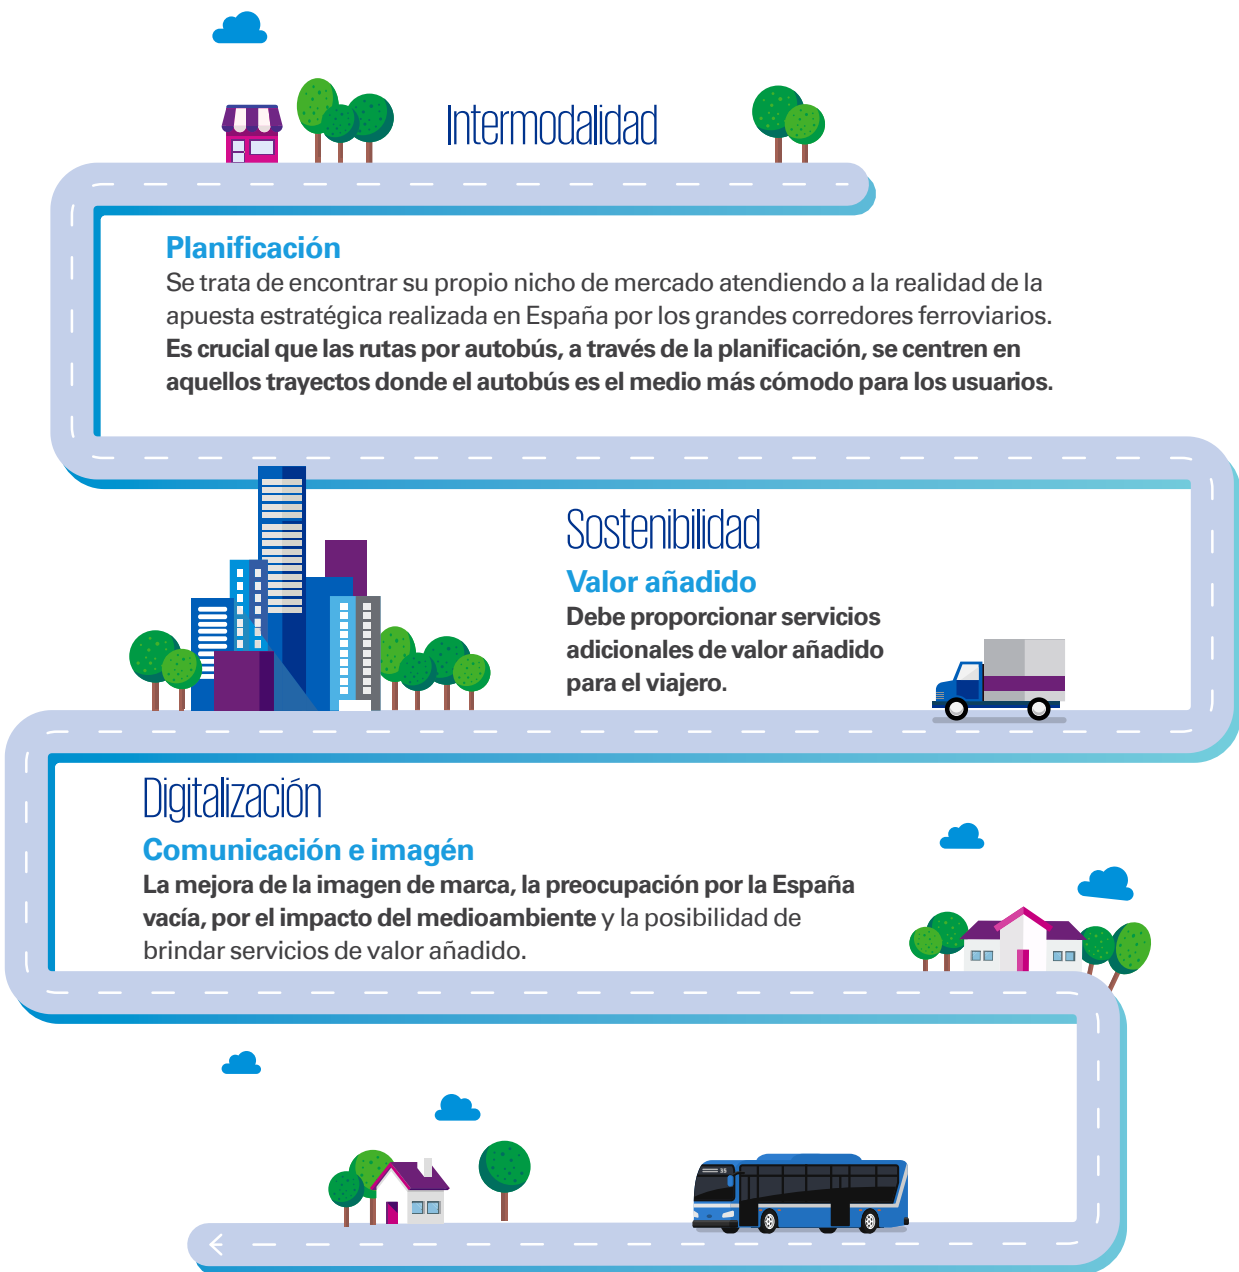 Intermodalidad
Planificación
Se trata de encontrar su propio nicho de mercado atendiendo a la realidad de la
apuesta estratégica realizada en España por los grandes corredores ferroviarios.
Es crucial que las rutas por autobús, a través de la planificación, se centren en
aquellos trayectos donde el autobús es el medio más cómodo para los usuarios.
Sostenibilidad
Valor añadido
Debe proporcionar servicios
adicionales de valor añadido
para el viajero.
Digitalización
Comunicación e imagén
La mejora de la imagen de marca, la preocupación por la España
vacía, por el impacto del medioambiente y la posibilidad de
brindar servicios de valor añadido.
35